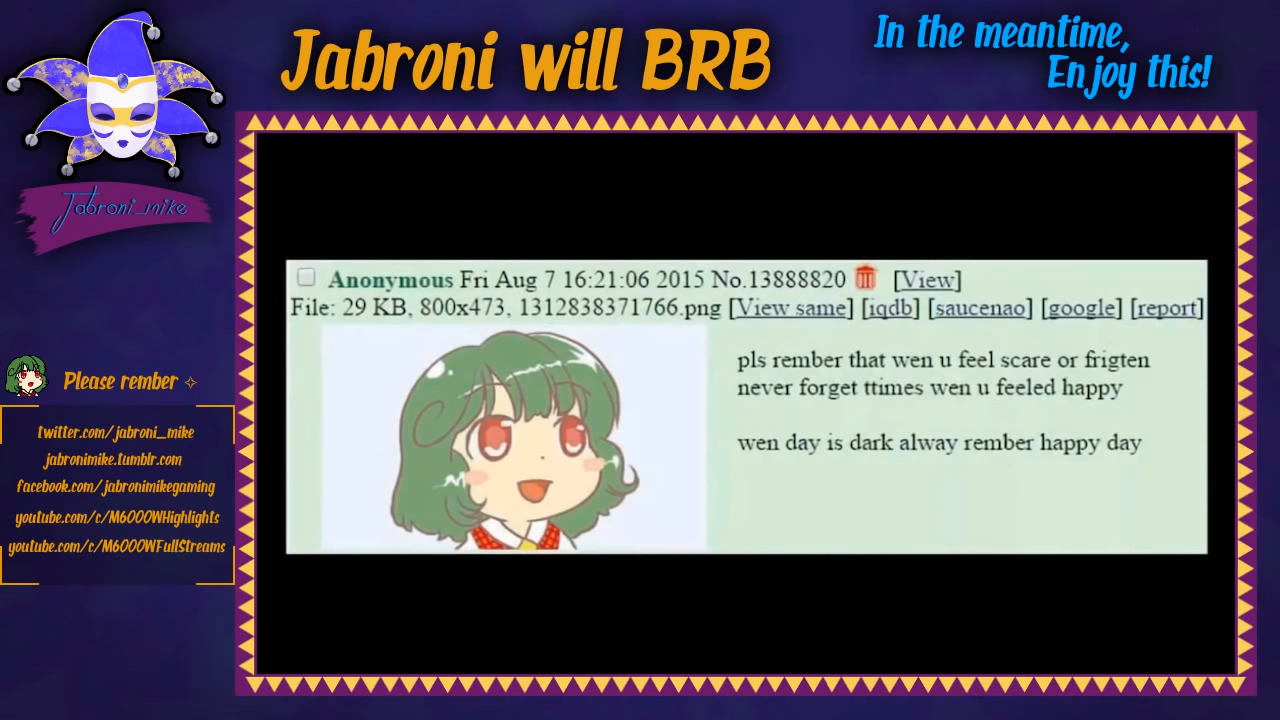 Jabroni will BRB
In the meantime,
Enjoy this!
Jabroni_mike
Anonymous Fri Aug 7 16:21:06 2015 No.13888820 [View]
File: 29 KB, 800x473, 1312838371766.png [View same] [iqdb] [saucenao] [google] [report]
pls rember that wen u feel scare or frigten
never forget ttimes wen u feeled happy
wen day is dark alway rember happy day
Please rember ✧
twitter.com/jabroni_mike
jabronimike.tumblr.com
facebook.com/jabronimikegaming
youtube.com/c/M6000WHighlights
youtube.com/c/M6000WFullStreams